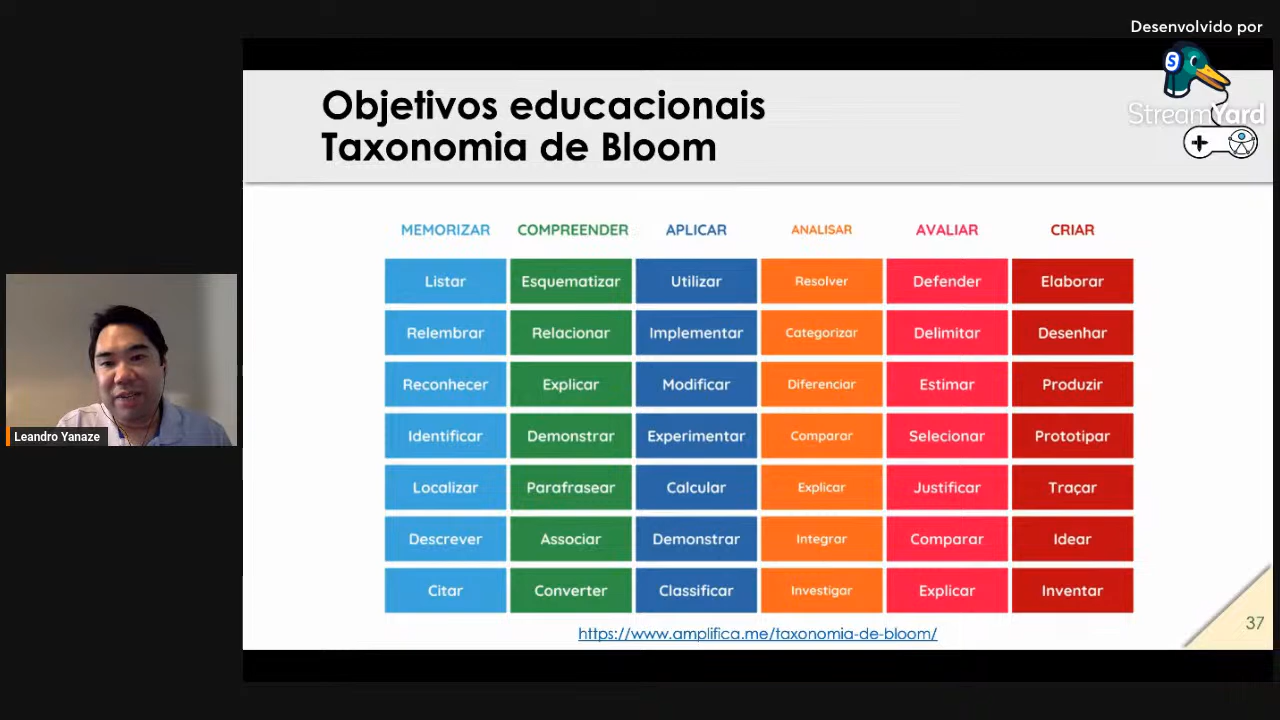 Desenvolvido por
StreamYard
Objetivos educacionais
Taxonomia de Bloom
MEMORIZAR COMPREENDER APLICAR ANALISAR AVALIAR CRIAR
Listar Esquematizar Utilizar Resolver Defender Elaborar
Relembrar Relacionar Implementar Categorizar Delimitar Desenhar
Reconhecer Explicar Modificar Diferenciar Estimar Produzir
Identificar Demonstrar Experimentar Comparar Selecionar Prototipar
Localizar Parafrasear Calcular Explicar Justificar Traçar
Descrever Associar Demonstrar Integrar Comparar Idear
Citar Converter Classificar Investigar Explicar Inventar
https://www.amplifica.me/taxonomia-de-bloom/
37
Leandro Yanaze
S